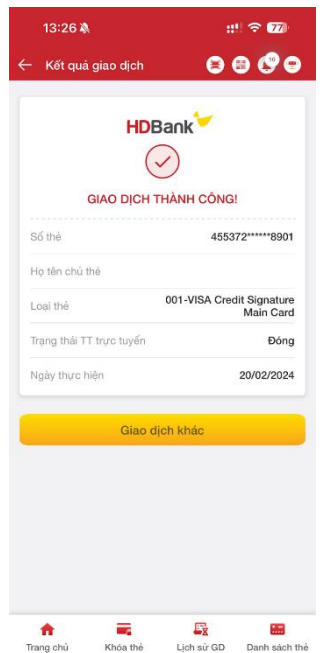 13:26
77
Kết quả giao dịch
16
HDBank
GIAO DỊCH THÀNH CÔNG!
Số thẻ 455372******8901
Họ tên chủ thẻ
Loại thẻ 001-VISA Credit Signature
Main Card
Trạng thái TT trực tuyến Đóng
Ngày thực hiện 20/02/2024
Giao dịch khác
Trang chủ Khóa thẻ Lịch sử GD Danh sách thẻ